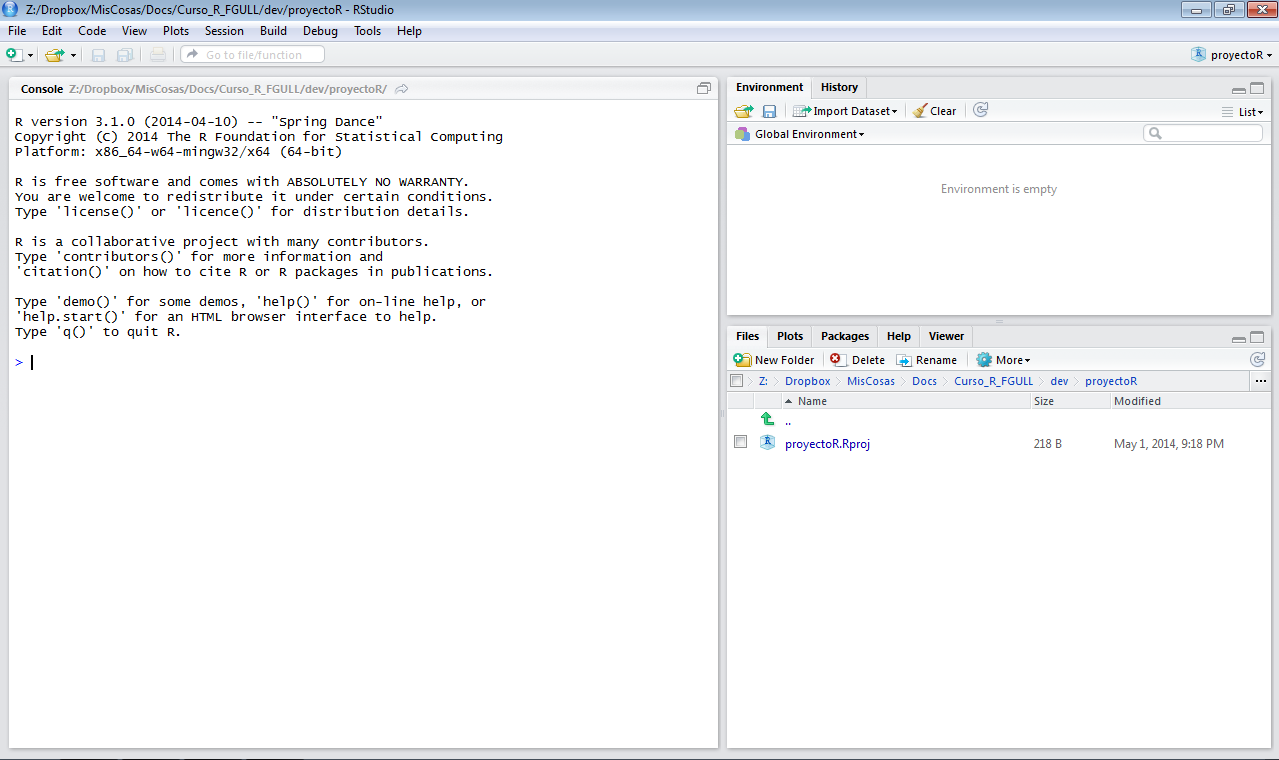 Z:/Dropbox/MisCosas/Docs/Curso_R_FGULL/dev/proyectoR - RStudio
File Edit Code View Plots Session Build Debug Tools Help
Go to file/function
proyectoR
Console Z:/Dropbox/MisCosas/Docs/Curso_R_FGULL/dev/proyectoR/
R version 3.1.0 (2014-04-10) -- "Spring Dance"
Copyright (C) 2014 The R Foundation for Statistical Computing
Platform: x86_64-w64-mingw32/x64 (64-bit)
R is free software and comes with ABSOLUTELY NO WARRANTY.
You are welcome to redistribute it under certain conditions.
Type 'license()' or 'licence()' for distribution details.
R is a collaborative project with many contributors.
Type 'contributors()' for more information and
'citation()' on how to cite R or R packages in publications.
Type 'demo()' for some demos, 'help()' for on-line help, or
'help.start()' for an HTML browser interface to help.
Type 'q()' to quit R.
>
Environment History
Import Dataset Clear List
Global Environment
Environment is empty
Files Plots Packages Help Viewer
New Folder Delete Rename More
Z: Dropbox MisCosas Docs Curso_R_FGULL dev proyectoR ...
Name Size Modified
..
proyectoR.Rproj 218 B May 1, 2014, 9:18 PM